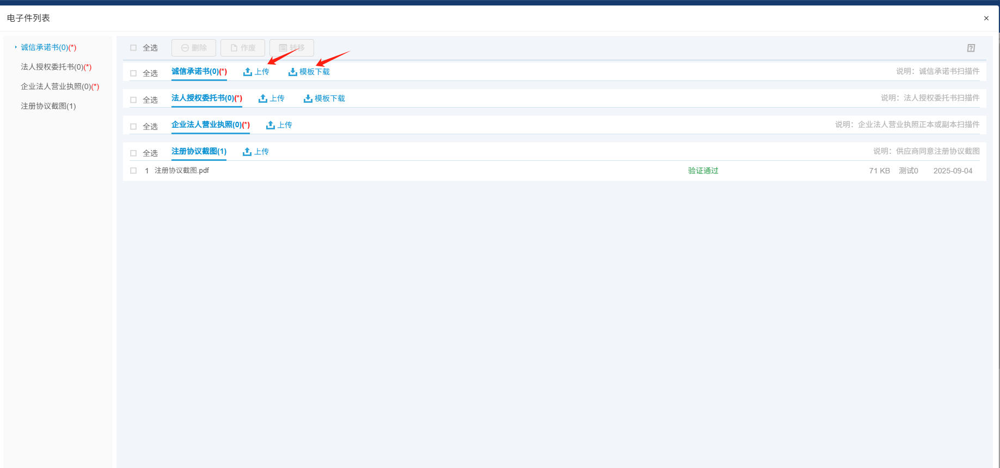 电子件列表
×
诚信承诺书(0)(*)
法人授权委托书(0)(*)
企业法人营业执照(0)(*)
注册协议截图(1)
全选 删除 作废 转移 ?
全选 诚信承诺书(0)(*) 上传 模板下载 说明：诚信承诺书扫描件
全选 法人授权委托书(0)(*) 上传 模板下载 说明：法人授权委托书扫描件
全选 企业法人营业执照(0)(*) 上传 说明：企业法人营业执照正本或副本扫描件
全选 注册协议截图(1) 上传 说明：供应商同意注册协议截图
1 注册协议截图.pdf 验证通过 71 KB 测试0 2025-09-04